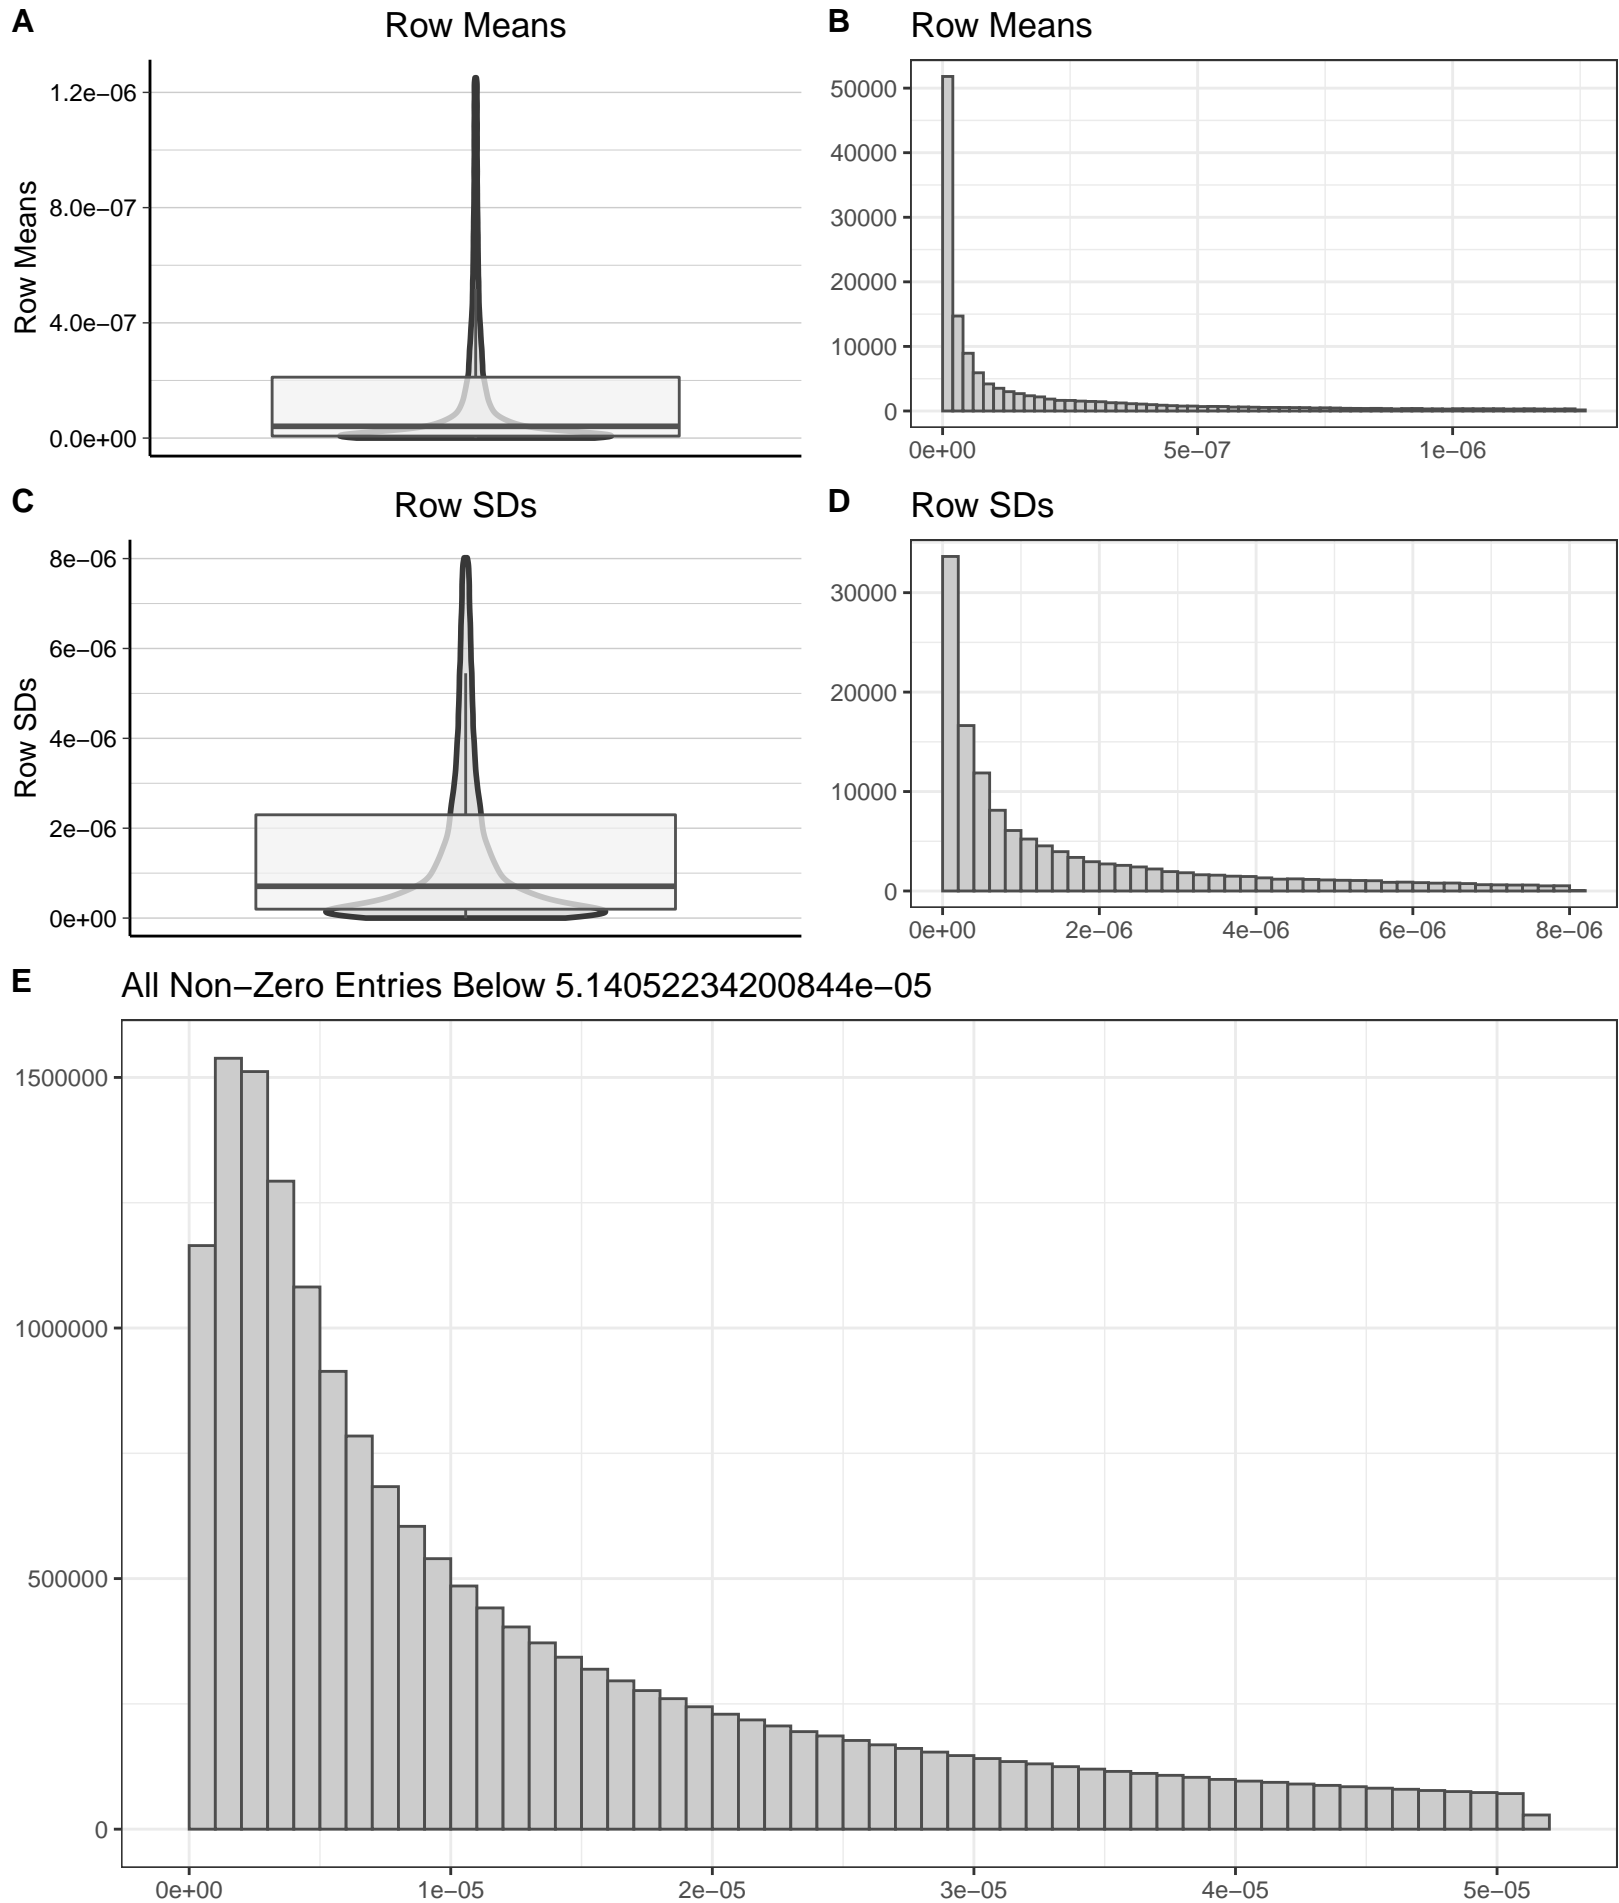 A Row Means
Row Means
1.2e−06
8.0e−07
4.0e−07
0.0e+00
B Row Means
50000
40000
30000
20000
10000
0
0e+00 5e−07 1e−06
C Row SDs
Row SDs
8e−06
6e−06
4e−06
2e−06
0e+00
D Row SDs
30000
20000
10000
0
0e+00 2e−06 4e−06 6e−06 8e−06
E All Non−Zero Entries Below 5.14052234200844e−05
1500000
1000000
500000
0
0e+00 1e−05 2e−05 3e−05 4e−05 5e−05